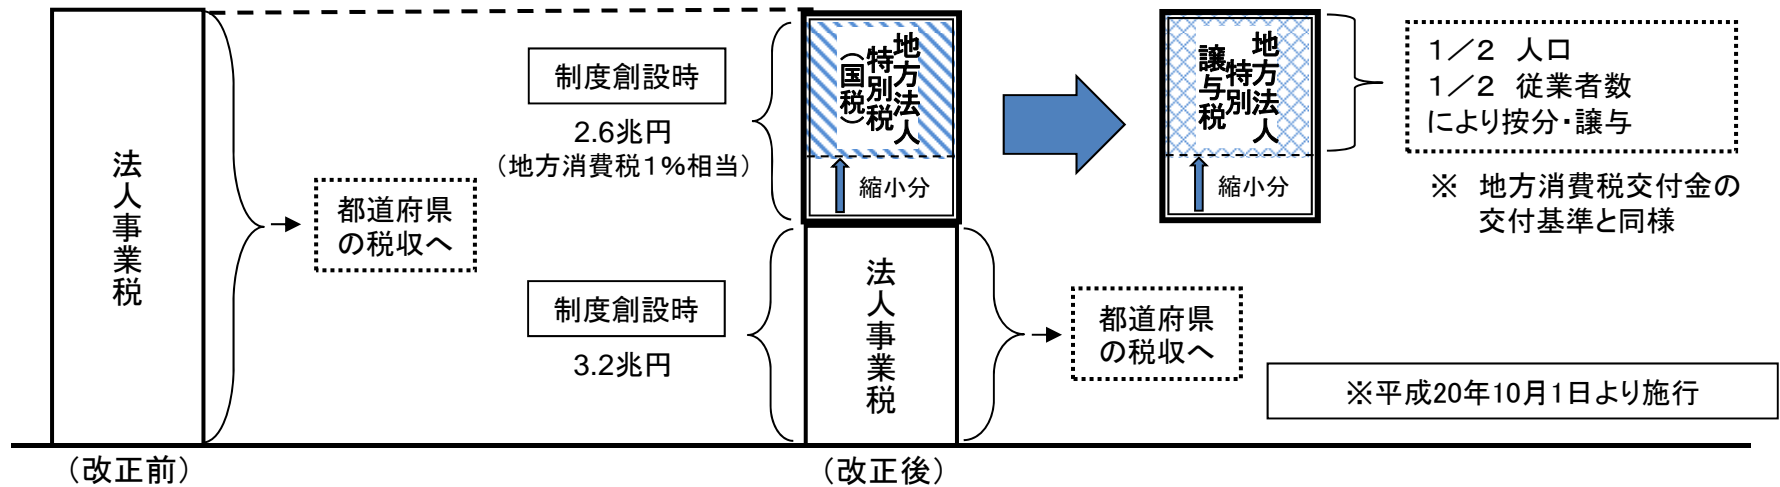 法人事業税
都道府県
の税収へ
(改正前)
制度創設時
2.6兆円
(地方消費税1%相当)
制度創設時
3.2兆円
地方法人
特別税
(国税)
縮小分
法人事業税
都道府県
の税収へ
(改正後)
地方法人
特別
譲与税
縮小分
1/2 人口
1/2 従業者数
により按分・譲与
※ 地方消費税交付金の
交付基準と同様
※平成20年10月1日より施行